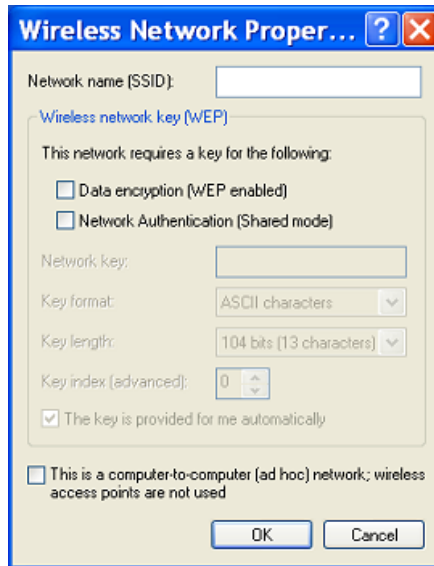 Wireless Network Proper... ?
Network name (SSID):
Wireless network key (WEP)
This network requires a key for the following:
Data encryption (WEP enabled)
Network Authentication (Shared mode)
Network key:
Key format: ASCII characters
Key length: 104 bits (13 characters)
Key index (advanced): 0
The key is provided for me automatically
This is a computer-to-computer (ad hoc) network; wireless
access points are not used
OK Cancel